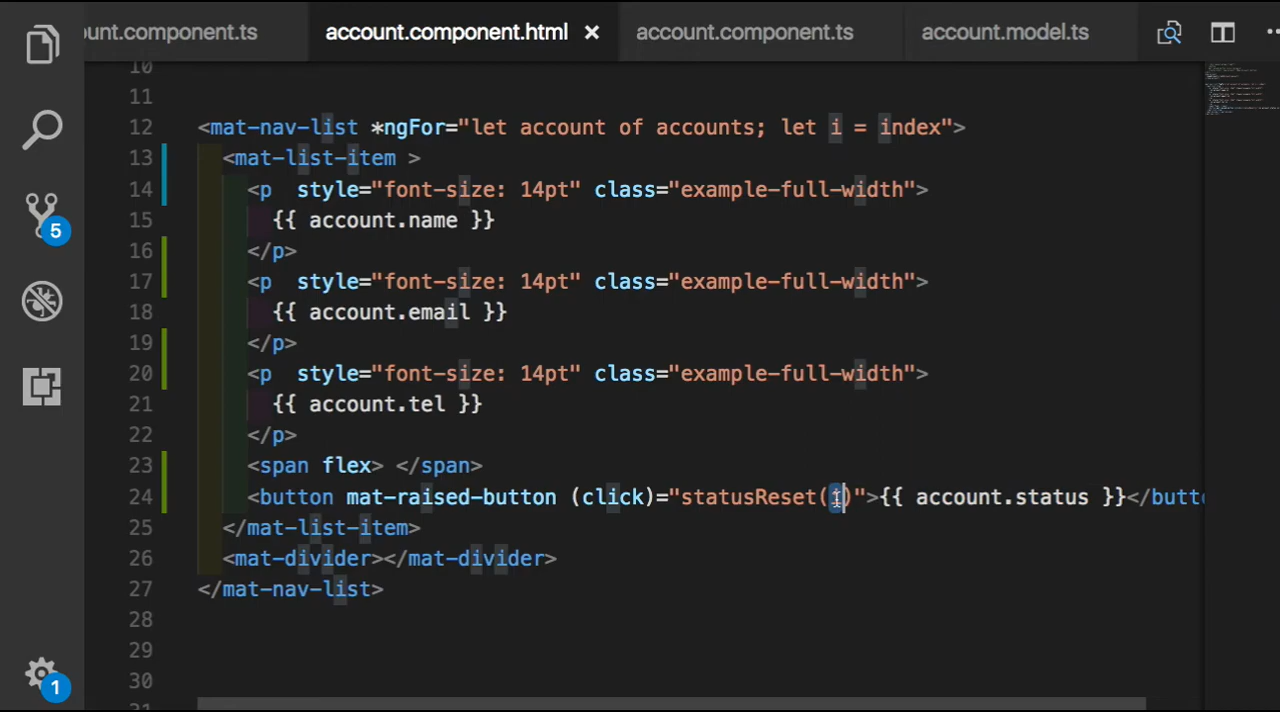 ount.component.ts account.component.html × account.component.ts account.model.ts
10
11
12 <mat-nav-list *ngFor="let account of accounts; let i = index">
13 <mat-list-item >
14 <p  style="font-size: 14pt" class="example-full-width">
15 {{ account.name }}
16 </p>
17 <p  style="font-size: 14pt" class="example-full-width">
18 {{ account.email }}
19 </p>
20 <p  style="font-size: 14pt" class="example-full-width">
21 {{ account.tel }}
22 </p>
23 <span flex> </span>
24 <button mat-raised-button (click)="statusReset(i)">{{ account.status }}</butto
25 </mat-list-item>
26 <mat-divider></mat-divider>
27 </mat-nav-list>
28
29
30
31
5
1